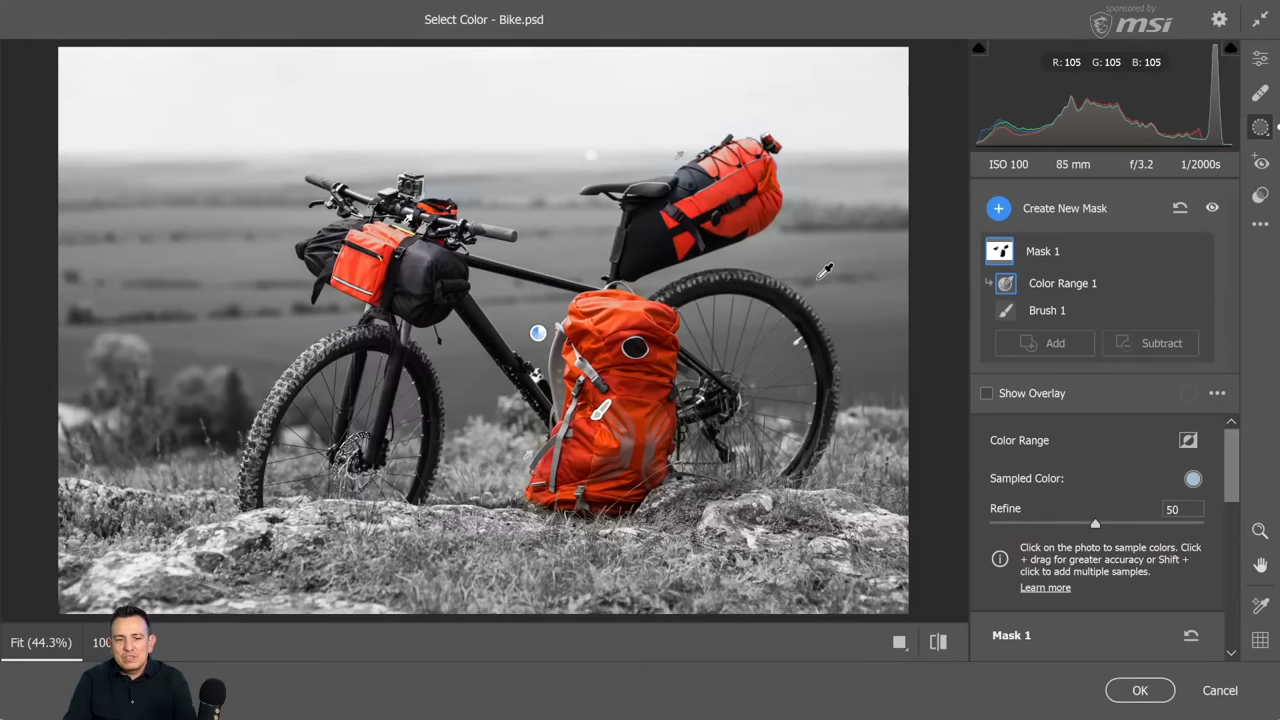 Select Color - Bike.psd
sponsored by
msi
R: 105 G: 105 B: 105
ISO 100 85 mm f/3.2 1/2000s
Create New Mask
Mask 1
Color Range 1
Brush 1
Add Subtract
Show Overlay
Color Range
Sampled Color:
Refine 50
Click on the photo to sample colors. Click
+ drag for greater accuracy or Shift +
click to add multiple samples.
Learn more
Mask 1
Fit (44.3%) 100
OK Cancel